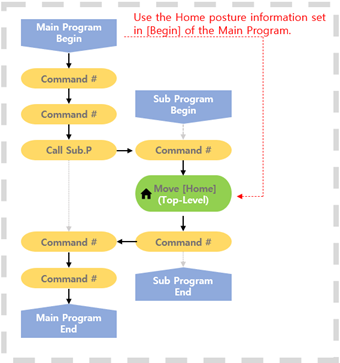 Use the Home posture information set
in [Begin] of the Main Program.
Main Program
Begin
Command #
Command #
Sub Program
Begin
Call Sub.P
Command #
Move [Home]
(Top-Level)
Command #
Command #
Command #
Sub Program
End
Main Program
End